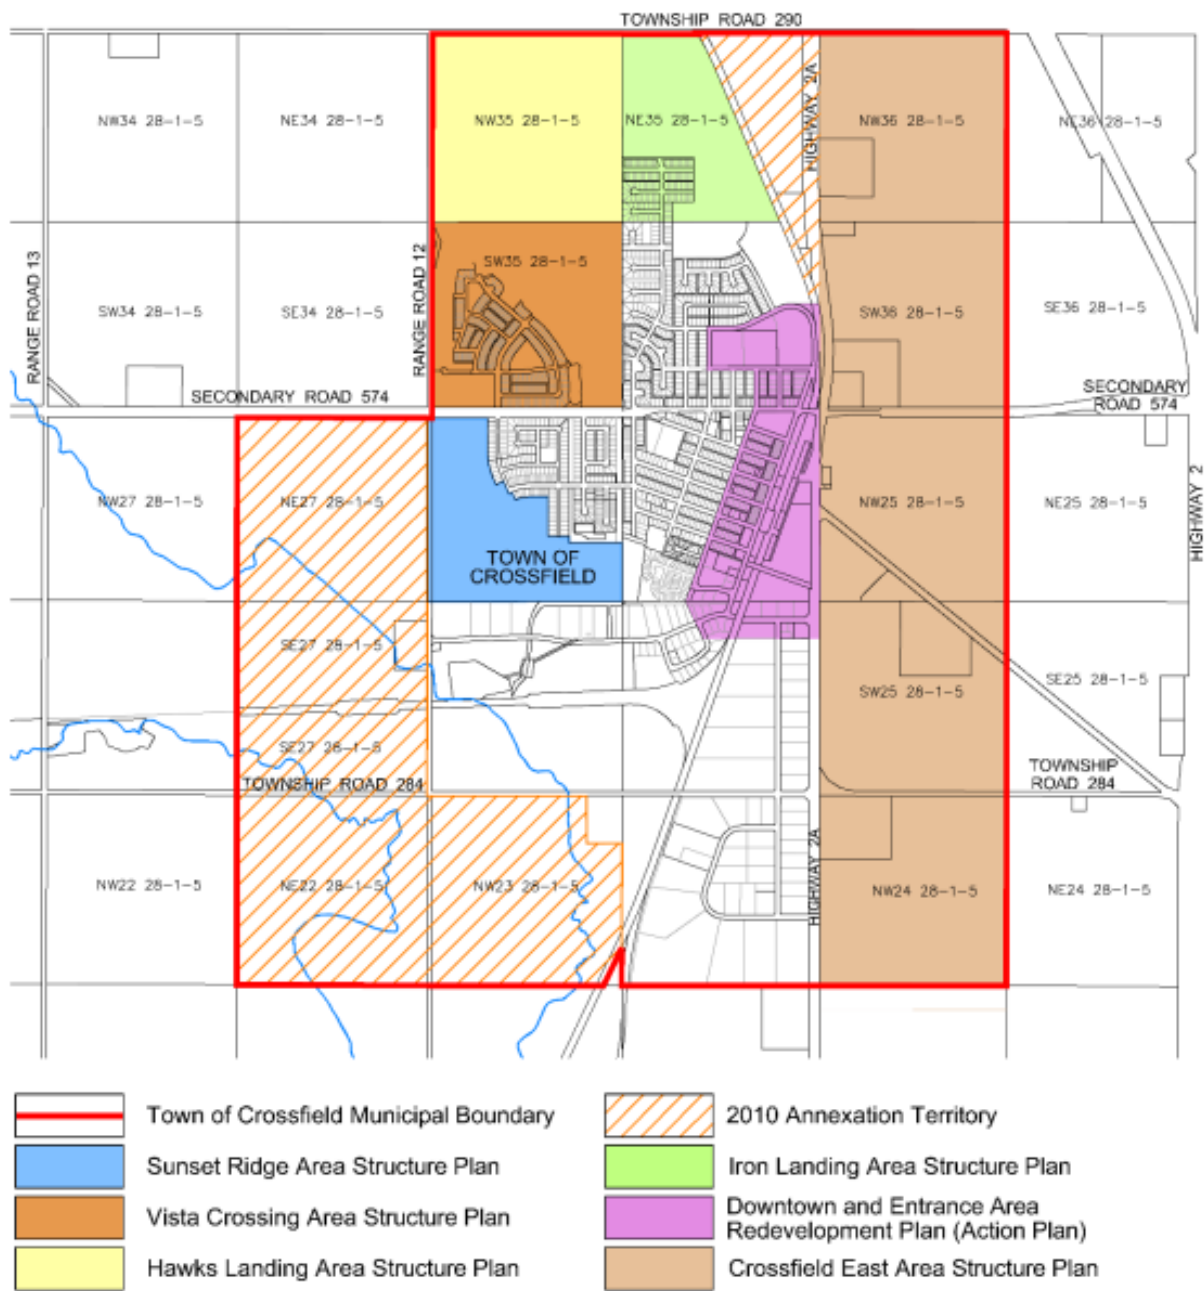 TOWNSHIP ROAD 290
NW34 28-1-5
NE34 28-1-5
NW35 28-1-5
NE35 28-1-5
HIGHWAY 2A
NW36 28-1-5
NE36 28-1-5
RANGE ROAD 13
SW34 28-1-5
SE34 28-1-5
RANGE ROAD 12
SW35 28-1-5
SW36 28-1-5
SE36 28-1-5
SECONDARY ROAD 574
SECONDARY
ROAD 574
NW27 28-1-5
NE27 28-1-5
TOWN OF
CROSSFIELD
NW25 28-1-5
NE25 28-1-5
HIGHWAY 2
SE27 28-1-5
SW25 28-1-5
SE25 28-1-5
SE27 28-1-5
TOWNSHIP ROAD 284
TOWNSHIP
ROAD 284
NW22 28-1-5
NE22 28-1-5
NW23 28-1-5
HIGHWAY 2A
NW24 28-1-5
NE24 28-1-5
Town of Crossfield Municipal Boundary
2010 Annexation Territory
Sunset Ridge Area Structure Plan
Iron Landing Area Structure Plan
Vista Crossing Area Structure Plan
Downtown and Entrance Area
Redevelopment Plan (Action Plan)
Hawks Landing Area Structure Plan
Crossfield East Area Structure Plan